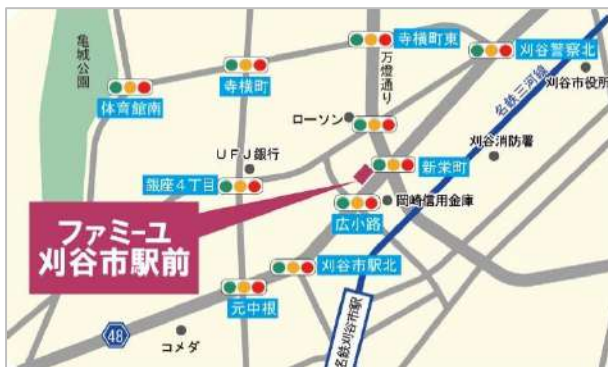 寺横町東
刈谷警察北
亀城公園
万燈通り
寺横町
名鉄三河線
刈谷市役所
体育館南
ローソン
刈谷消防署
UFJ銀行
新栄町
銀座4丁目
岡崎信用金庫
広小路
ファミーユ
刈谷市駅前
刈谷市駅北
元中根
名鉄刈谷市駅
48
コメダ